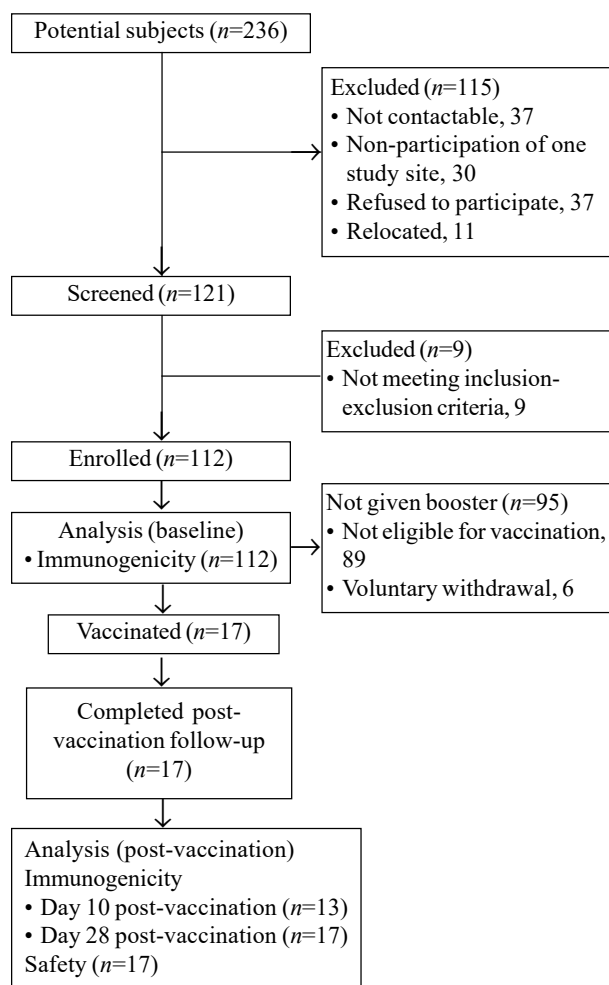 Potential subjects (n=236)
Excluded (n=115)
• Not contactable, 37
• Non-participation of one
study site, 30
• Refused to participate, 37
• Relocated, 11
Screened (n=121)
Excluded (n=9)
• Not meeting inclusion-
exclusion criteria, 9
Enrolled (n=112)
Analysis (baseline)
• Immunogenicity (n=112)
Not given booster (n=95)
• Not eligible for vaccination,
89
• Voluntary withdrawal, 6
Vaccinated (n=17)
Completed post-
vaccination follow-up
(n=17)
Analysis (post-vaccination)
Immunogenicity
• Day 10 post-vaccination (n=13)
• Day 28 post-vaccination (n=17)
Safety (n=17)